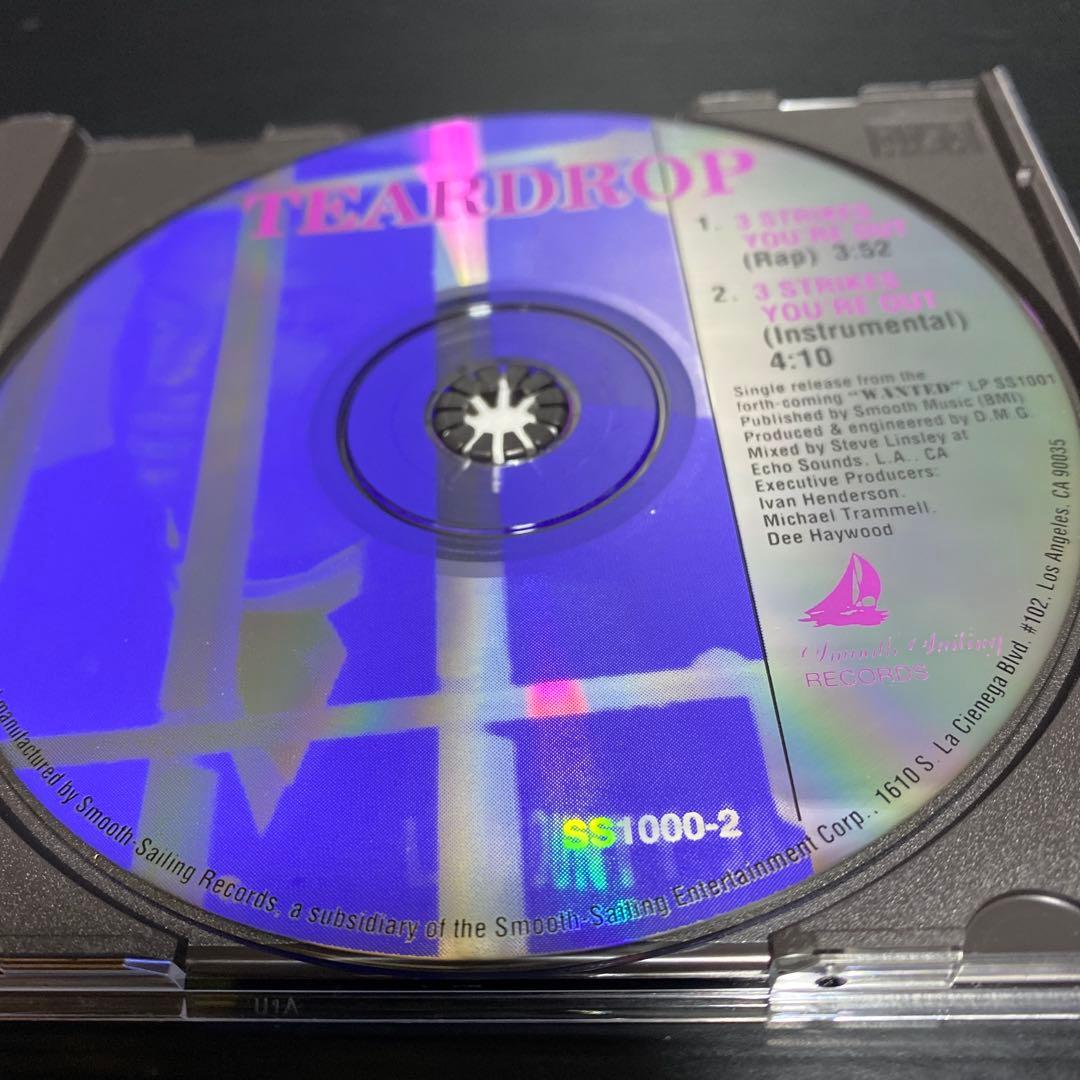 TEARDROP
1. 3 STRIKES
YOU'RE OUT
(Rap) 3:52
2. 3 STRIKES
YOU'RE OUT
(Instrumental)
4:10
Single release from the
forth-coming "WANTED" LP SS1001
Published by Smooth Music (BMI)
Produced & engineered by D.M.G.
Mixed by Steve Linsley at
Echo Sounds, L.A., CA
Executive Producers:
Ivan Henderson,
Michael Trammell,
Dee Haywood
Smooth Sailing
RECORDS
SS1000-2
manufactured by Smooth-Sailing Records, a subsidiary of the Smooth-Sailing Entertainment Corp., 1610 S. La Cienega Blvd. #102, Los Angeles, CA 90035
U1A